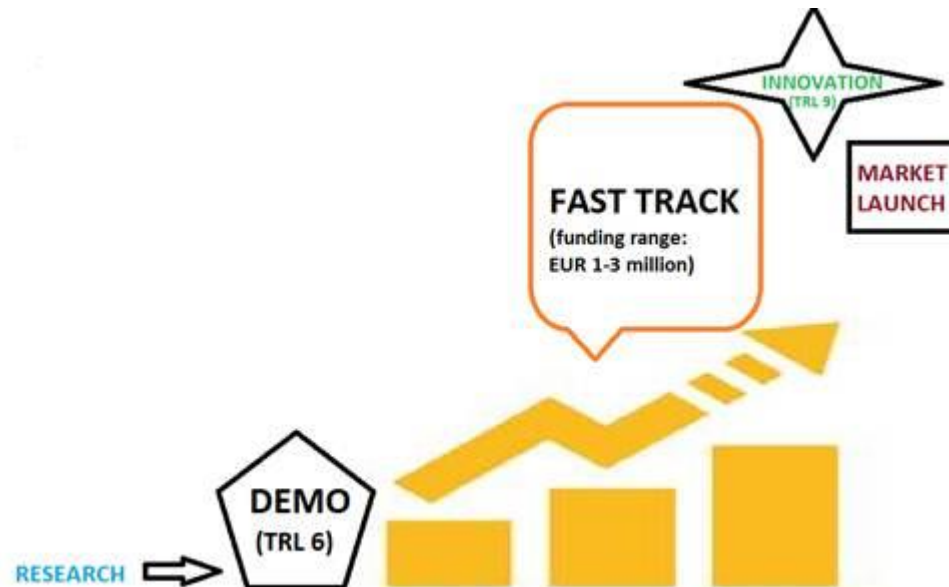 INNOVATION
(TRL 9)
MARKET
LAUNCH
FAST TRACK
(funding range:
EUR 1-3 million)
DEMO
(TRL 6)
RESEARCH